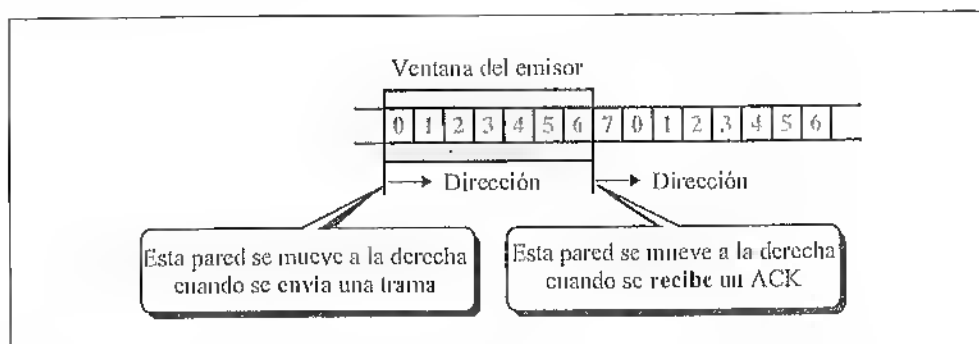 Ventana del emisor
0 1 2 3 4 5 6 7 0 1 2 3 4 5 6
Dirección Dirección
Esta pared se mueve a la derecha
cuando se envia una trama
Esta pared se mueve a la derecha
cuando se recibe un ACK